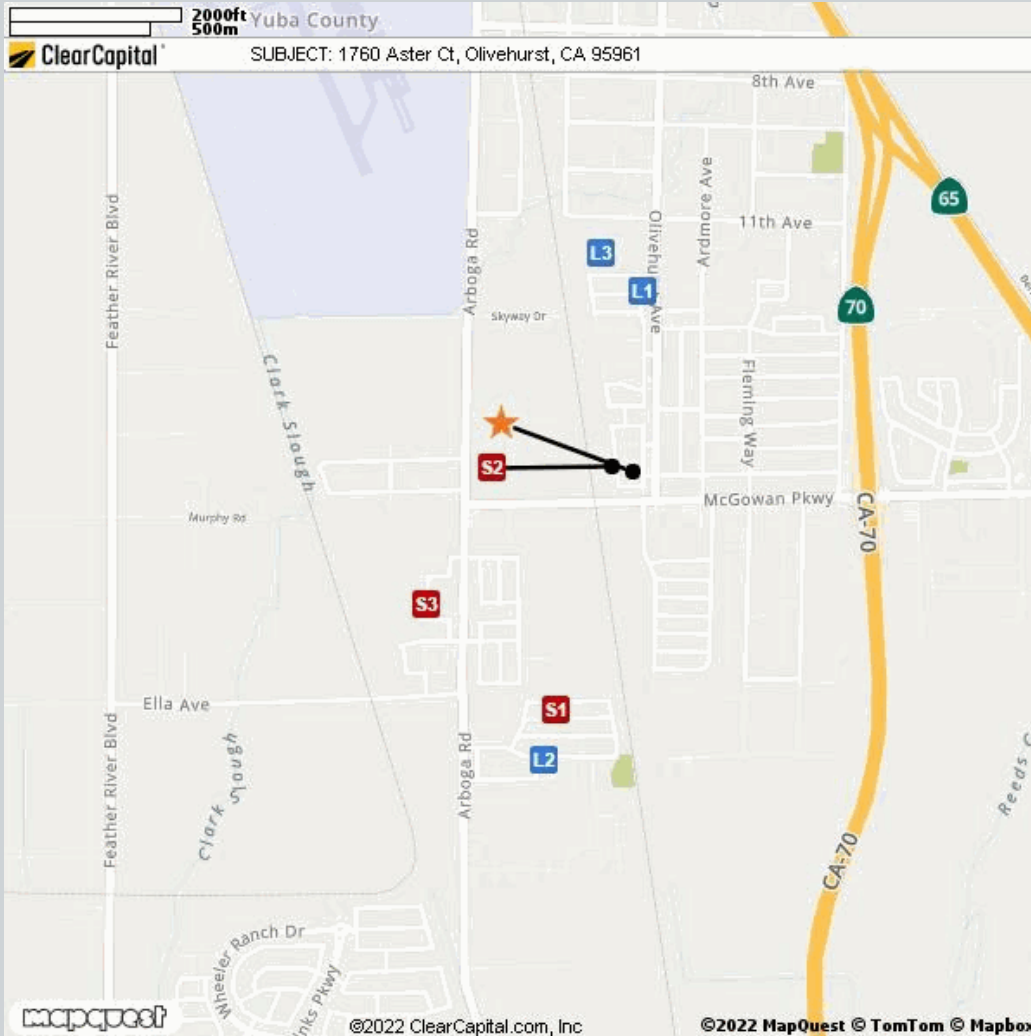 2000ft
500m
Yuba County
ClearCapital
SUBJECT: 1760 Aster Ct, Olivehurst, CA 95961
8th Ave
Feather River Blvd
Arboga Rd
Ardmore Ave
65
11th Ave
L3
L1
Olivehurst Ave
70
Skyway Dr
Clark Slough
Fleming Way
S2
McGowan Pkwy
CA-70
Murphy Rd
S3
Ella Ave
S1
L2
Feather River Blvd
Clark Slough
Arboga Rd
Reeds C
CA-70
Wheeler Ranch Dr
nks Pkwy
mapquest
©2022 ClearCapital.com, Inc
©2022 MapQuest © TomTom © Mapbox